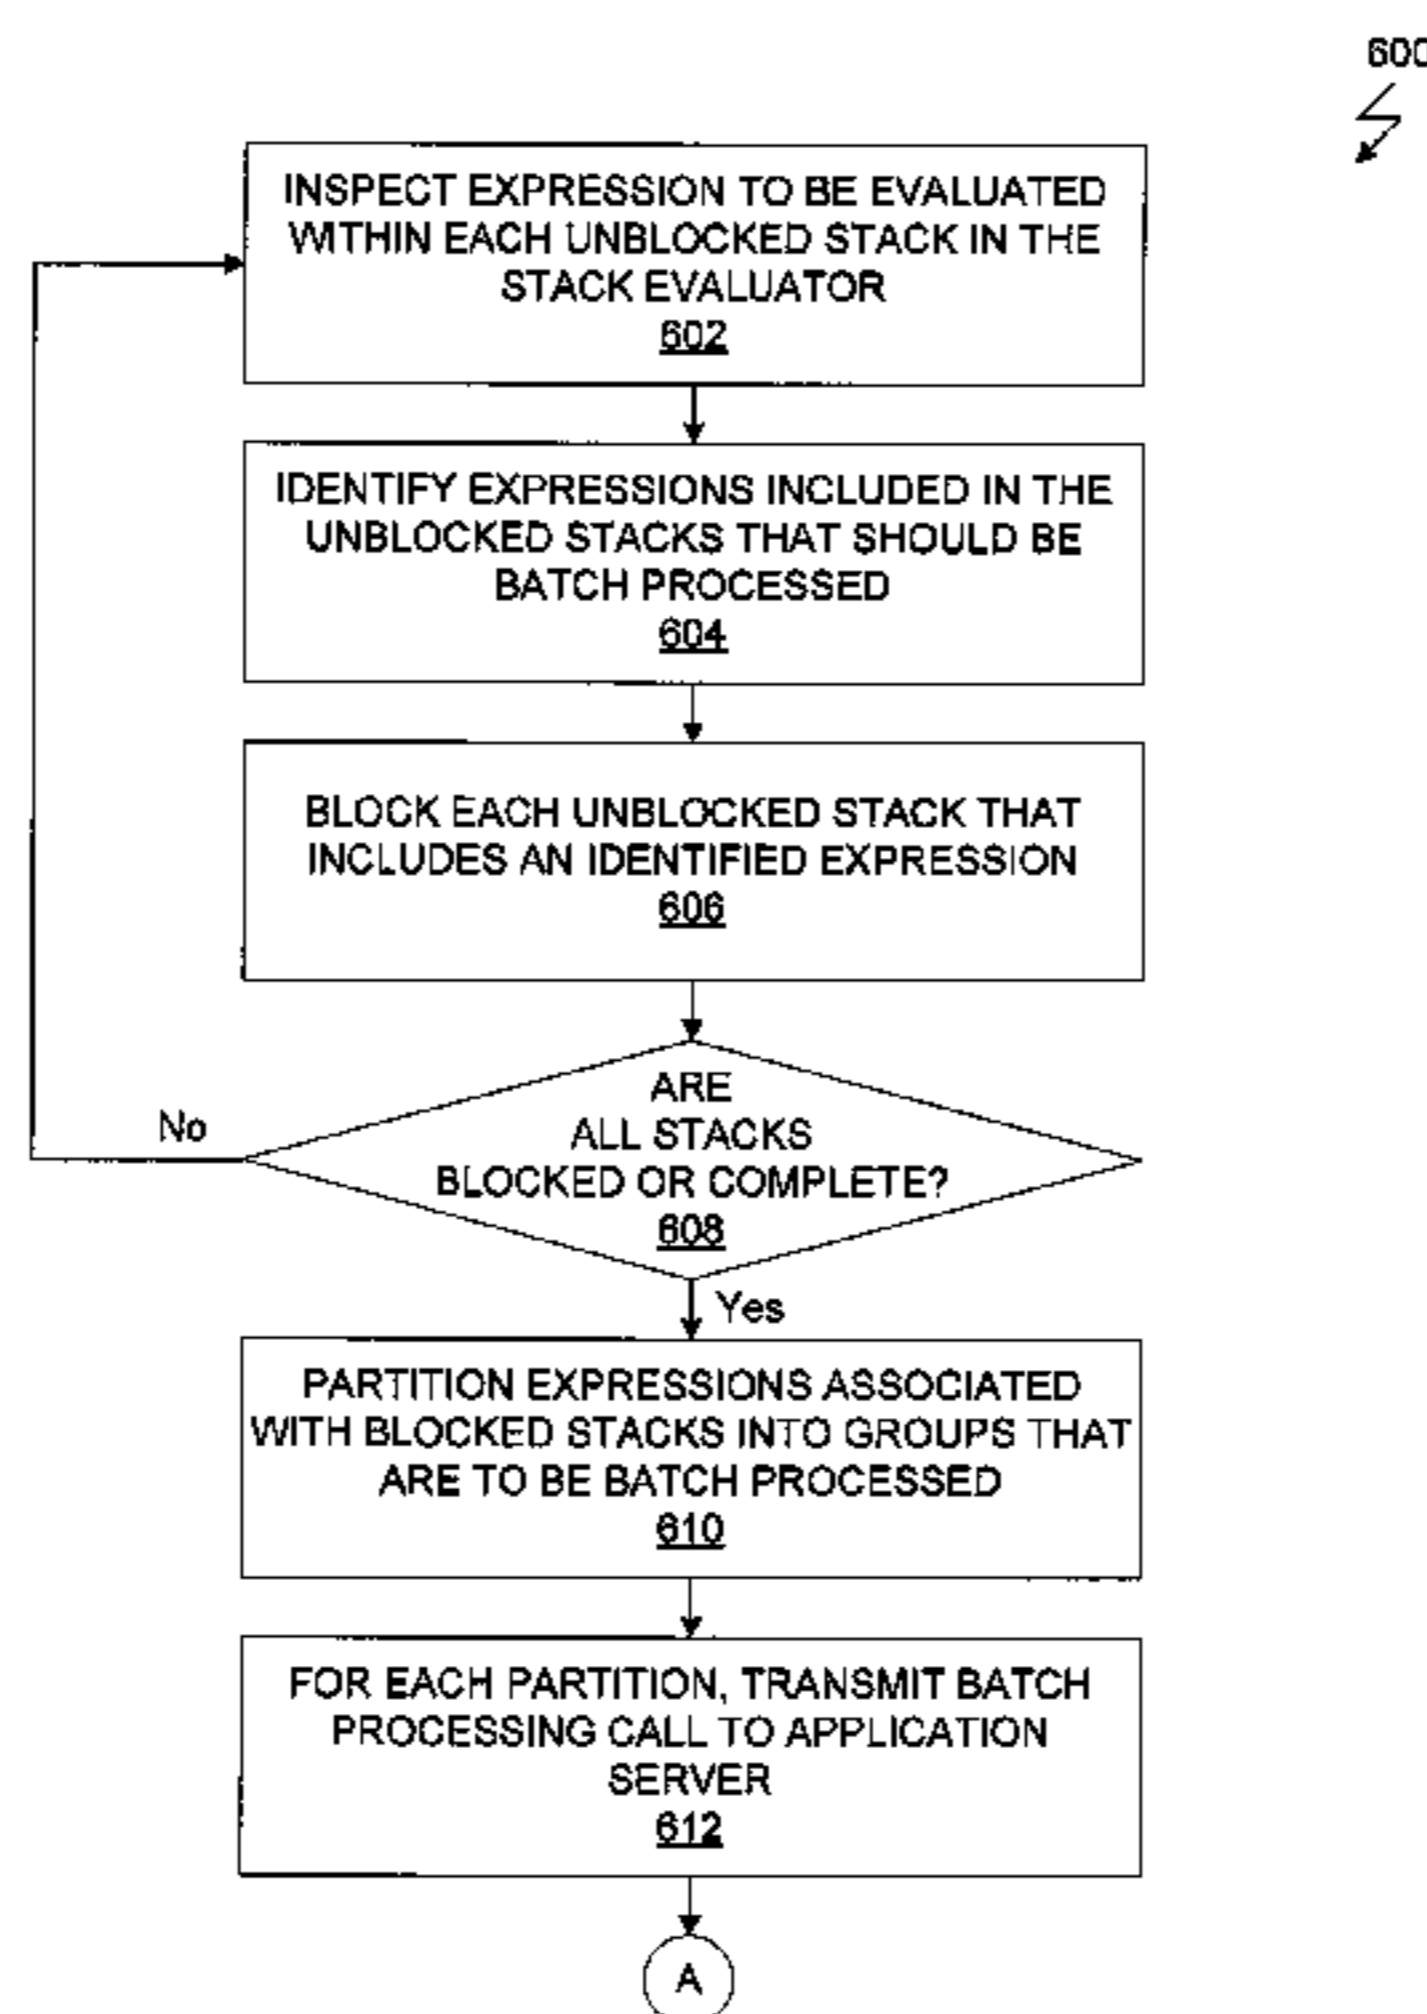 600
INSPECT EXPRESSION TO BE EVALUATED
WITHIN EACH UNBLOCKED STACK IN THE
STACK EVALUATOR
602
IDENTIFY EXPRESSIONS INCLUDED IN THE
UNBLOCKED STACKS THAT SHOULD BE
BATCH PROCESSED
604
BLOCK EACH UNBLOCKED STACK THAT
INCLUDES AN IDENTIFIED EXPRESSION
606
ARE
ALL STACKS
BLOCKED OR COMPLETE?
608
No
Yes
PARTITION EXPRESSIONS ASSOCIATED
WITH BLOCKED STACKS INTO GROUPS THAT
ARE TO BE BATCH PROCESSED
610
FOR EACH PARTITION, TRANSMIT BATCH
PROCESSING CALL TO APPLICATION
SERVER
612
A